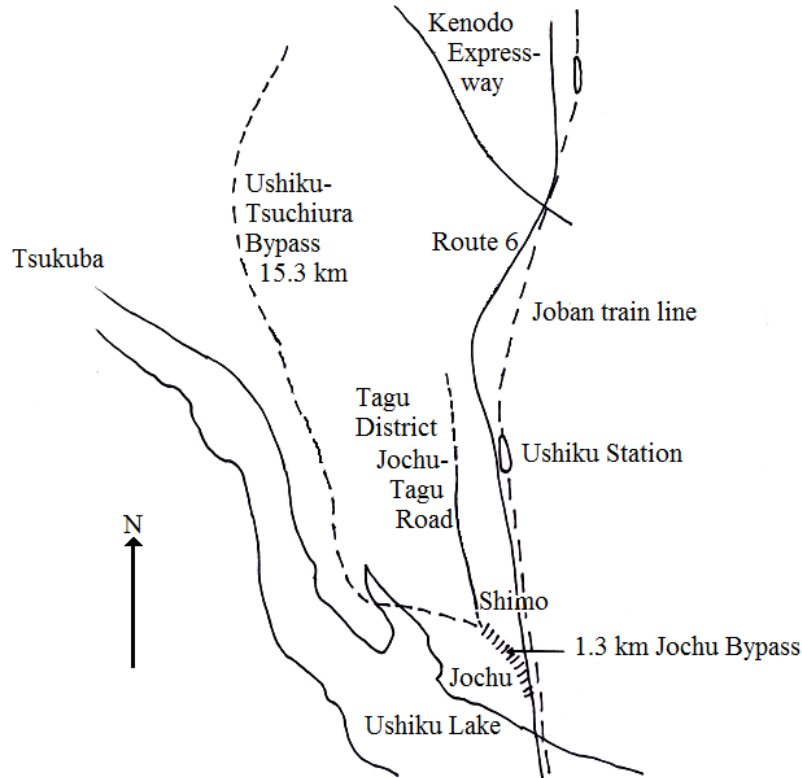 Kenodo
Express-
way
Ushiku-
Tsuchiura
Bypass
15.3 km
Route 6
Tsukuba
Joban train line
Tagu
District
Jochu-
Tagu
Road
Ushiku Station
N
Shimo
1.3 km Jochu Bypass
Jochu
Ushiku Lake